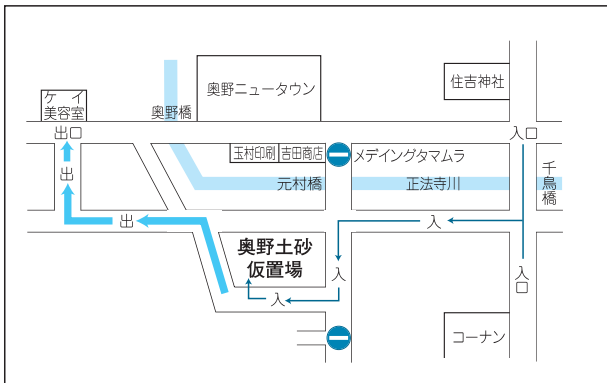 ケイ
美容室
出口
出
出
奥野橋
奥野ニュータウン
住吉神社
入口
玉村印刷
吉田商店
メデイングタマムラ
千鳥橋
元村橋
正法寺川
入
奥野土砂
仮置場
入
入
入口
コーナン